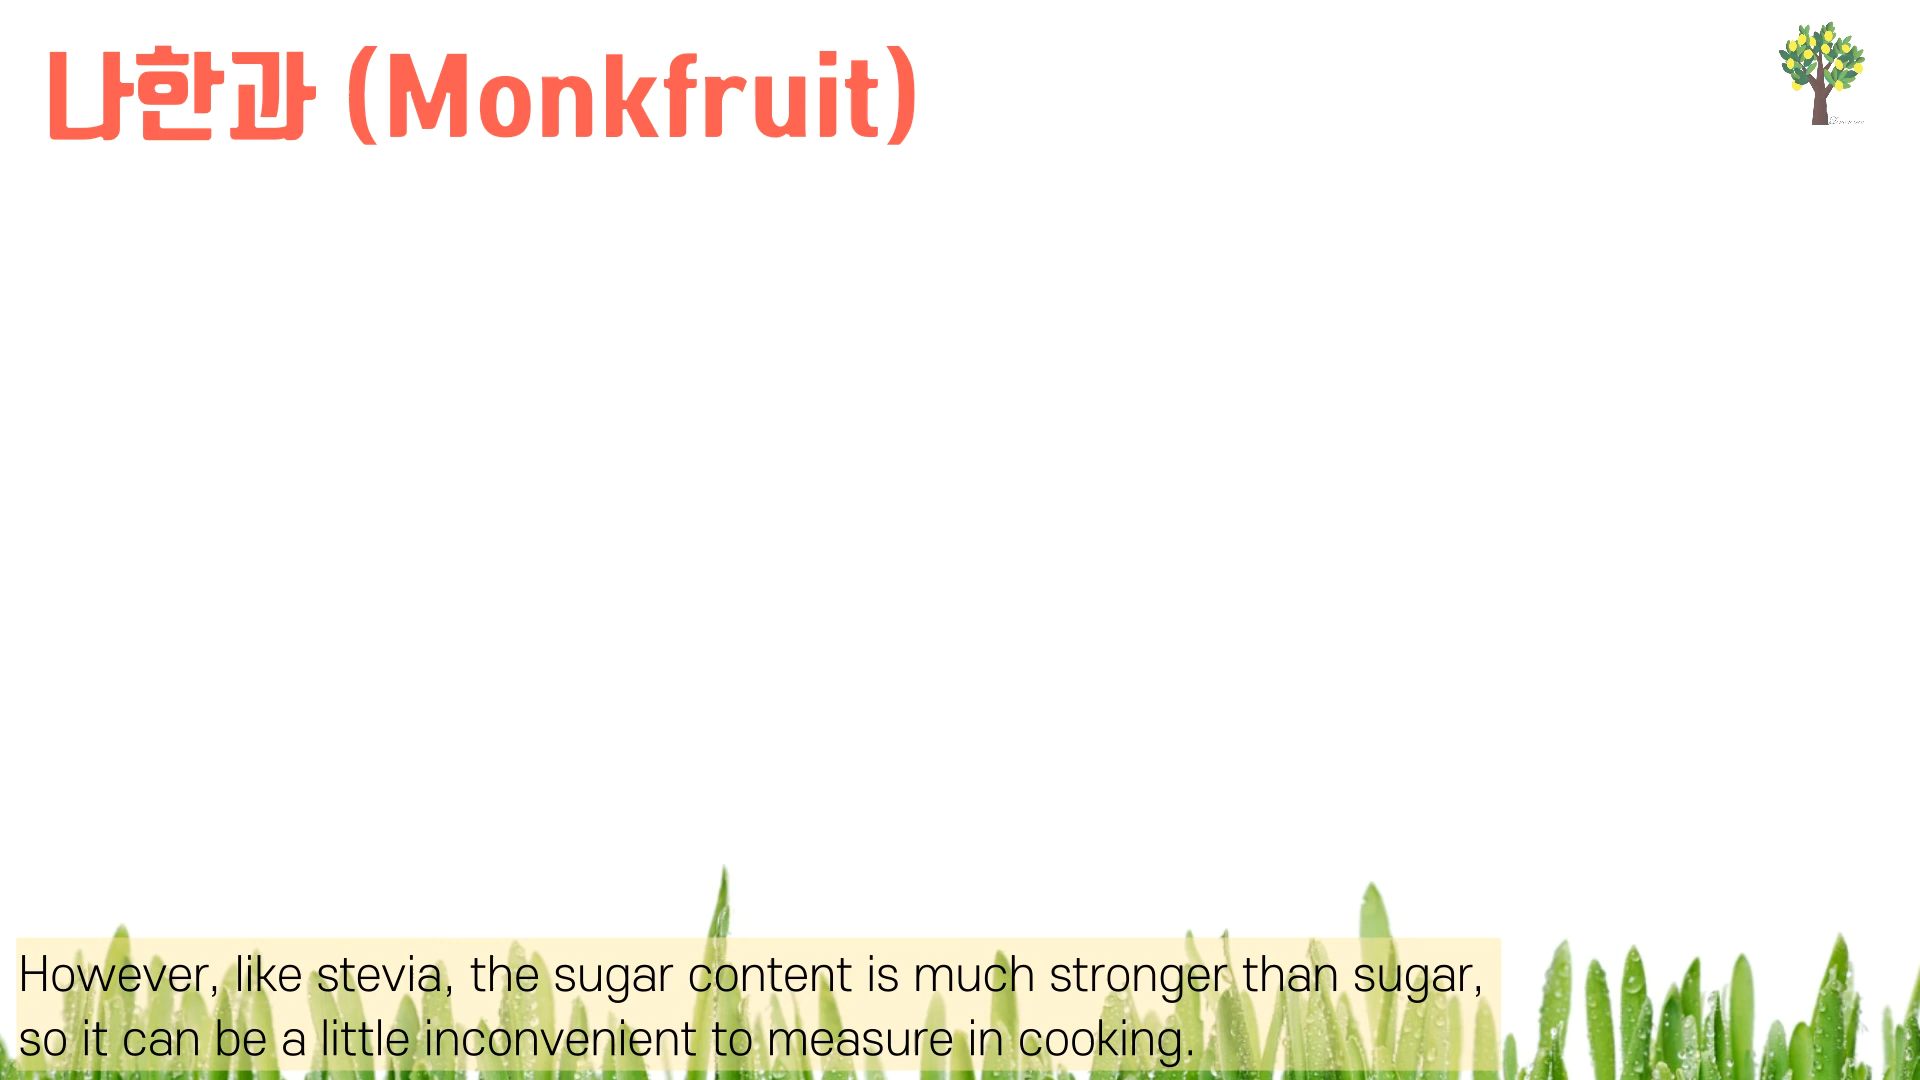 나한과 (Monkfruit)
However, like stevia, the sugar content is much stronger than sugar,
so it can be a little inconvenient to measure in cooking.